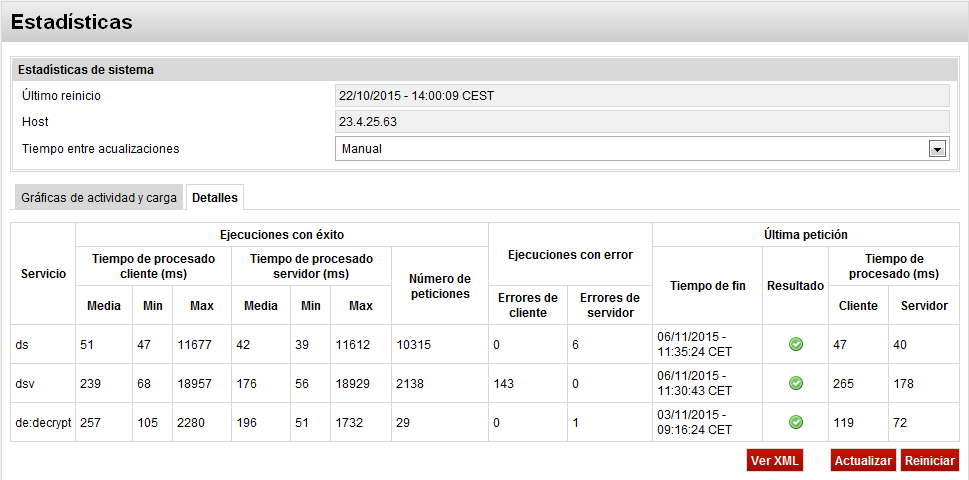 Estadísticas
Estadísticas de sistema
Último reinicio 22/10/2015 - 14:00:09 CEST
Host 23.4.25.63
Tiempo entre acualizaciones Manual
Gráficas de actividad y carga Detalles
Servicio
Ejecuciones con éxito
Tiempo de procesado
cliente (ms)
Media Min Max
Tiempo de procesado
servidor (ms)
Media Min Max
Número de
peticiones
Ejecuciones con error
Errores de
cliente
Errores de
servidor
Última petición
Tiempo de fin
Resultado
Tiempo de
procesado (ms)
Cliente Servidor
ds 51 47 11677 42 39 11612 10315 0 6
06/11/2015 -
11:35:24 CET
47 40
dsv 239 68 18957 176 56 18929 2138 143 0
06/11/2015 -
11:30:43 CET
265 178
de:decrypt 257 105 2280 196 51 1732 29 0 1
03/11/2015 -
09:16:24 CET
119 72
Ver XML Actualizar Reiniciar